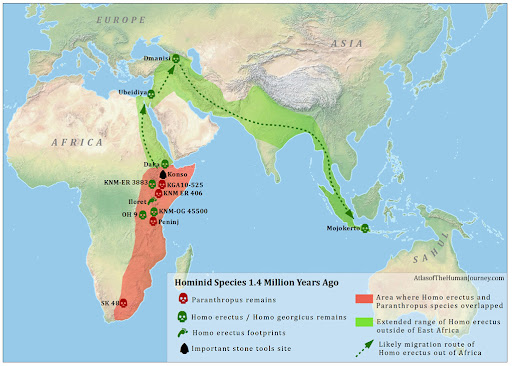 EUROPE
ASIA
Dmanisi
Ubeidiya
AFRICA
Daka
Konso
KNM-ER 3883
KGA10-525
KNM ER 406
Ileret
KNM-OG 45500
OH 9
Peninj
Mojokerto
SAHUL
SK 48
AtlasofTheHumanJourney.com
Hominid Species 1.4 Million Years Ago
Paranthropus remains
Homo erectus / Homo georgicus remains
Homo erectus footprints
Important stone tools site
Area where Homo erectus and
Paranthropus species overlapped
Extended range of Homo erectus
outside of East Africa
Likely migration route of
Homo erectus out of Africa